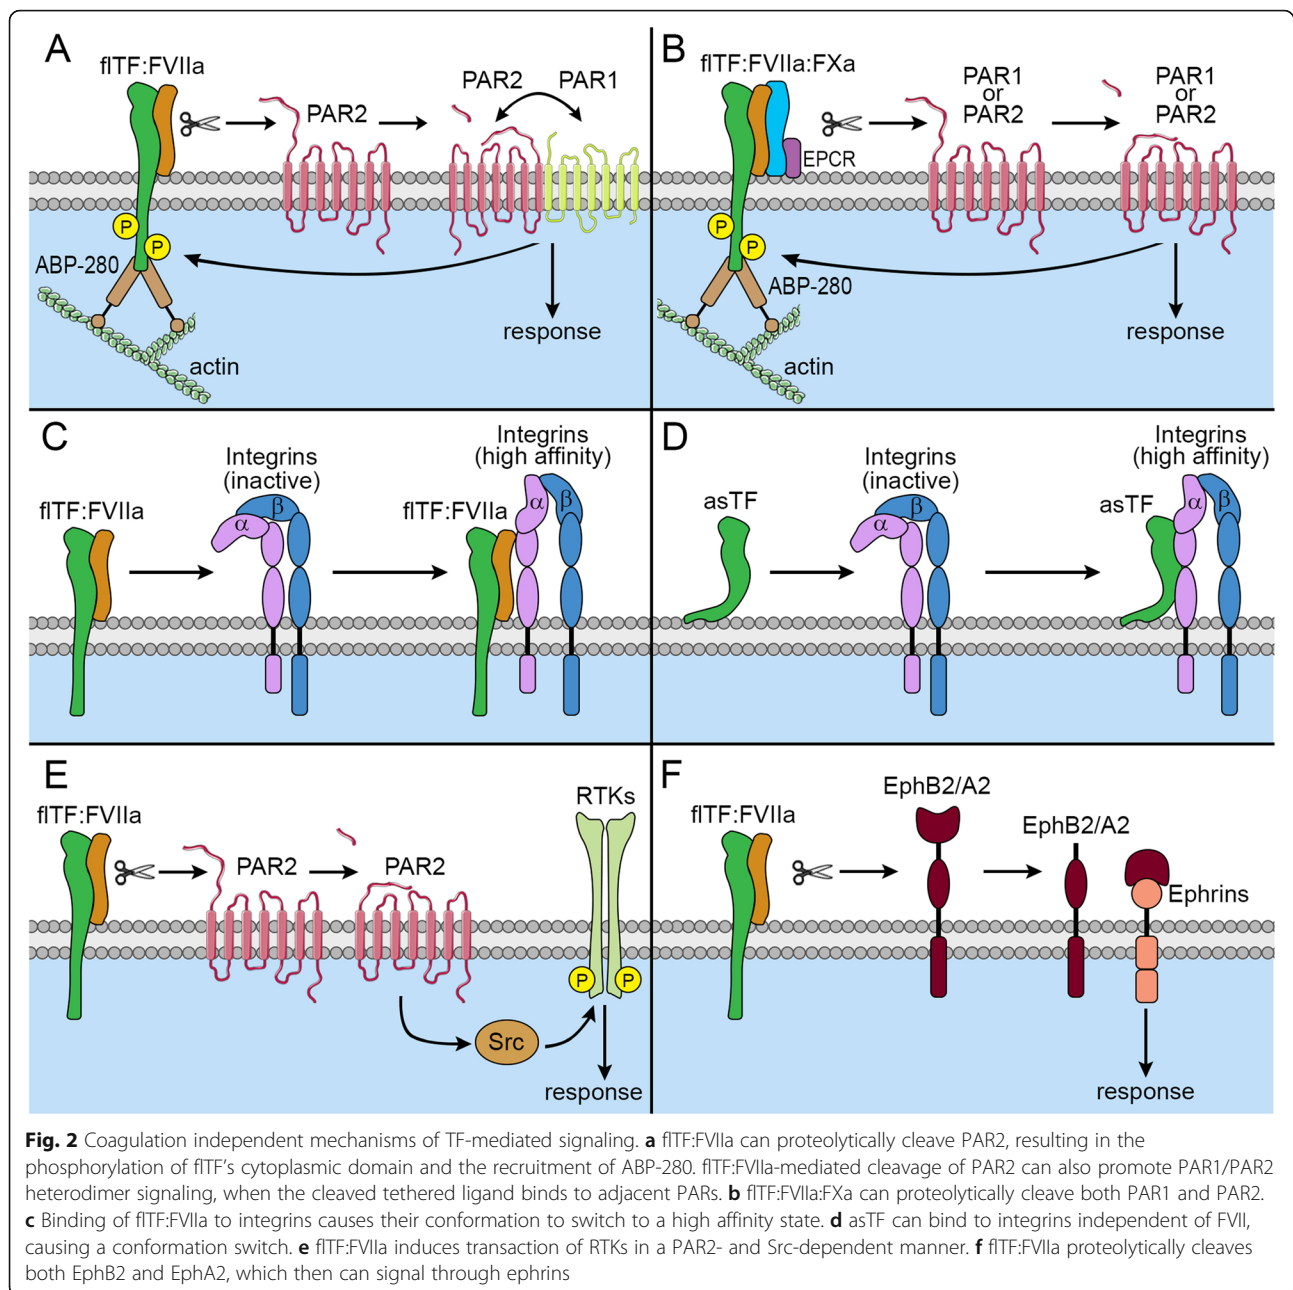 A
flTF:FVIIa
PAR2
PAR2
PAR1
P
P
ABP-280
actin
response
B
flTF:FVIIa:FXa
EPCR
PAR1
or
PAR2
PAR1
or
PAR2
P
P
ABP-280
actin
response
C
flTF:FVIIa
Integrins
(inactive)
α
β
flTF:FVIIa
Integrins
(high affinity)
α
β
D
asTF
Integrins
(inactive)
α
β
asTF
Integrins
(high affinity)
α
β
E
flTF:FVIIa
PAR2
PAR2
RTKs
P
P
Src
response
F
flTF:FVIIa
EphB2/A2
EphB2/A2
Ephrins
response
Fig. 2 Coagulation independent mechanisms of TF-mediated signaling. a flTF:FVIIa can proteolytically cleave PAR2, resulting in the
phosphorylation of flTF's cytoplasmic domain and the recruitment of ABP-280. flTF:FVIIa-mediated cleavage of PAR2 can also promote PAR1/PAR2
heterodimer signaling, when the cleaved tethered ligand binds to adjacent PARs. b flTF:FVIIa:FXa can proteolytically cleave both PAR1 and PAR2.
c Binding of flTF:FVIIa to integrins causes their conformation to switch to a high affinity state. d asTF can bind to integrins independent of FVII,
causing a conformation switch. e flTF:FVIIa induces transaction of RTKs in a PAR2- and Src-dependent manner. f flTF:FVIIa proteolytically cleaves
both EphB2 and EphA2, which then can signal through ephrins